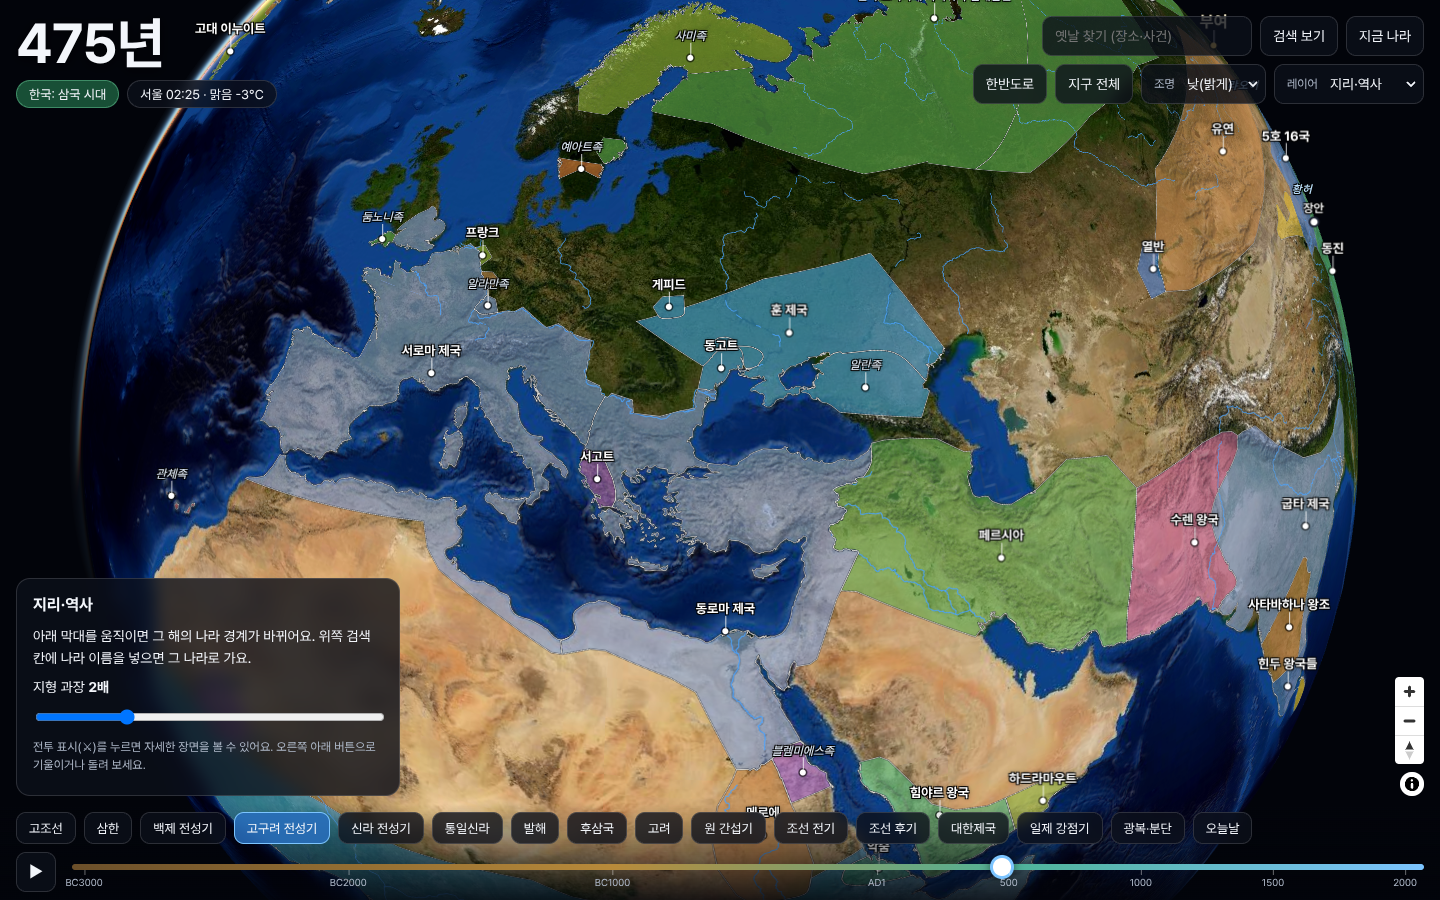 475년
고대 이누이트
한국: 삼국 시대
서울 02:25 · 맑음 -3°C
옛날 찾기 (장소·사건)
검색 보기
지금 나라
한반도로
지구 전체
조명 낮(밝게)
레이어 지리·역사
부여
사미족
유연
5호 16국
예아트족
황허
장안
둠노니족
프랑크
열반
동진
알라만족
게피드
훈 제국
동고트
알란족
서로마 제국
서고트
관체족
굽타 제국
수렌 왕국
페르시아
사타바하나 왕조
동로마 제국
힌두 왕국들
블렘미에스족
하드라마우트
힘야르 왕국
메로에
악숨
지리·역사
아래 막대를 움직이면 그 해의 나라 경계가 바뀌어요. 위쪽 검색
칸에 나라 이름을 넣으면 그 나라로 가요.
지형 과장 2배
전투 표시(⚔)를 누르면 자세한 장면을 볼 수 있어요. 오른쪽 아래 버튼으로
기울이거나 돌려 보세요.
고조선
삼한
백제 전성기
고구려 전성기
신라 전성기
통일신라
발해
후삼국
고려
원 간섭기
조선 전기
조선 후기
대한제국
일제 강점기
광복·분단
오늘날
BC3000
BC2000
BC1000
AD1
500
1000
1500
2000